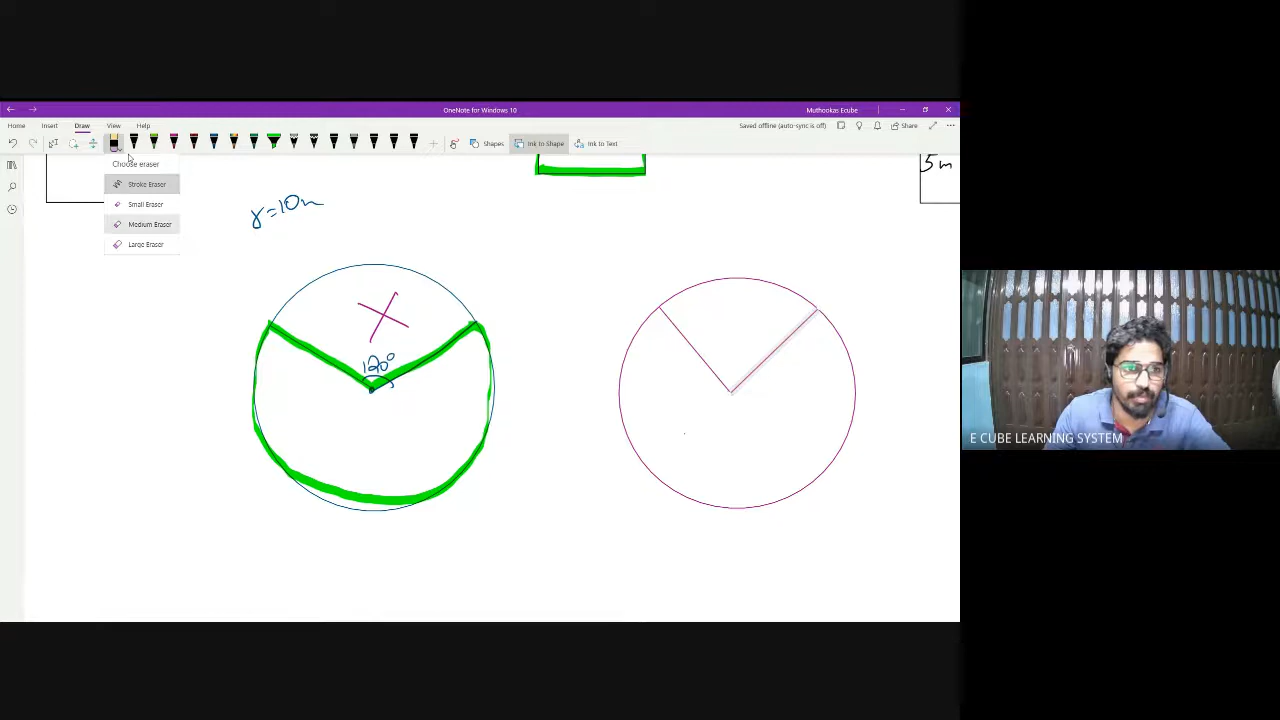 OneNote for Windows 10
Muthookas Ecube
Home Insert Draw View Help
Saved offline (auto-sync is off)
Share
Shapes
Ink to Shape
Ink to Text
Choose eraser
Stroke Eraser
Small Eraser
Medium Eraser
Large Eraser
5m
r=10m
120°
E CUBE LEARNING SYSTEM